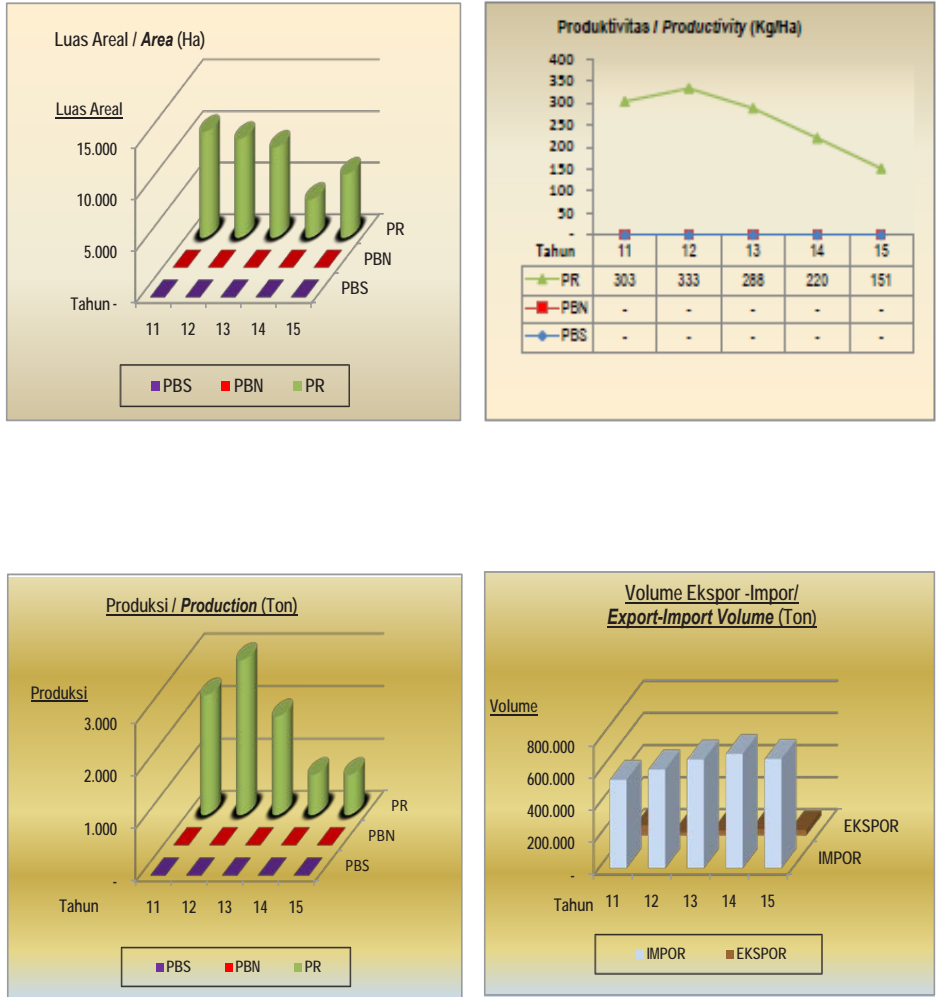 Luas Areal / Area (Ha)
Luas Areal
15.000
10.000
5.000
Tahun -
11 12 13 14 15
PR
PBN
PBS
PBS PBN PR
Produktivitas / Productivity (Kg/Ha)
400
350
300
250
200
150
100
50
-
Tahun 11 12 13 14 15
PR 303 333 288 220 151
PBN - - - - -
PBS - - - - -
Produksi / Production (Ton)
Produksi
3.000
2.000
1.000
-
Tahun 11 12 13 14 15
PR
PBN
PBS
PBS PBN PR
Volume Ekspor -Impor/
Export-Import Volume (Ton)
Volume
800.000
600.000
400.000
200.000
-
Tahun 11 12 13 14 15
EKSPOR
IMPOR
IMPOR EKSPOR